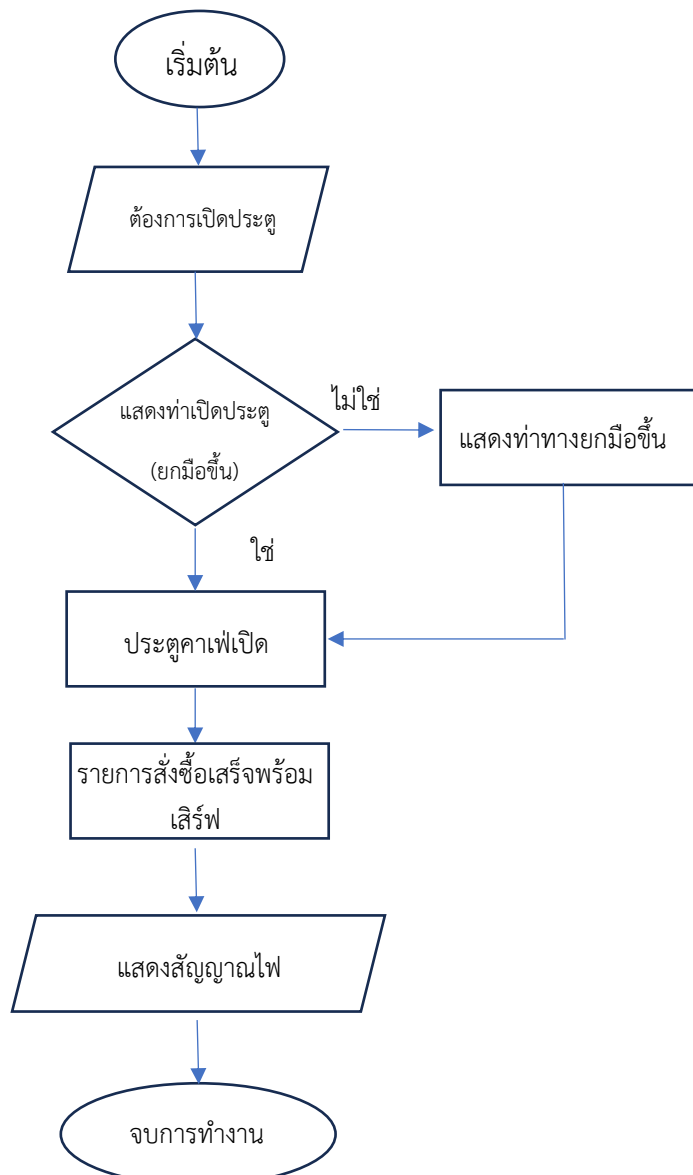 เริ่มต้น
ต้องการเปิดประตู
แสดงท่าเปิดประตู
(ยกมือขึ้น)
ไม่ใช่
แสดงท่าทางยกมือขึ้น
ใช่
ประตูคาเฟ่เปิด
รายการสั่งซื้อเสร็จพร้อม
เสิร์ฟ
แสดงสัญญาณไฟ
จบการทำงาน